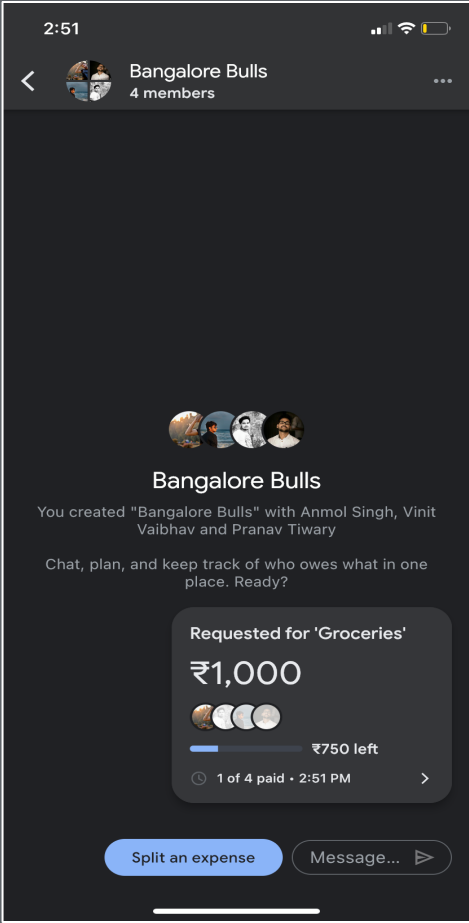 2:51
Bangalore Bulls
4 members
Bangalore Bulls
You created "Bangalore Bulls" with Anmol Singh, Vinit
Vaibhav and Pranav Tiwary
Chat, plan, and keep track of who owes what in one
place. Ready?
Requested for 'Groceries'
₹1,000
₹750 left
1 of 4 paid • 2:51 PM
Split an expense
Message...